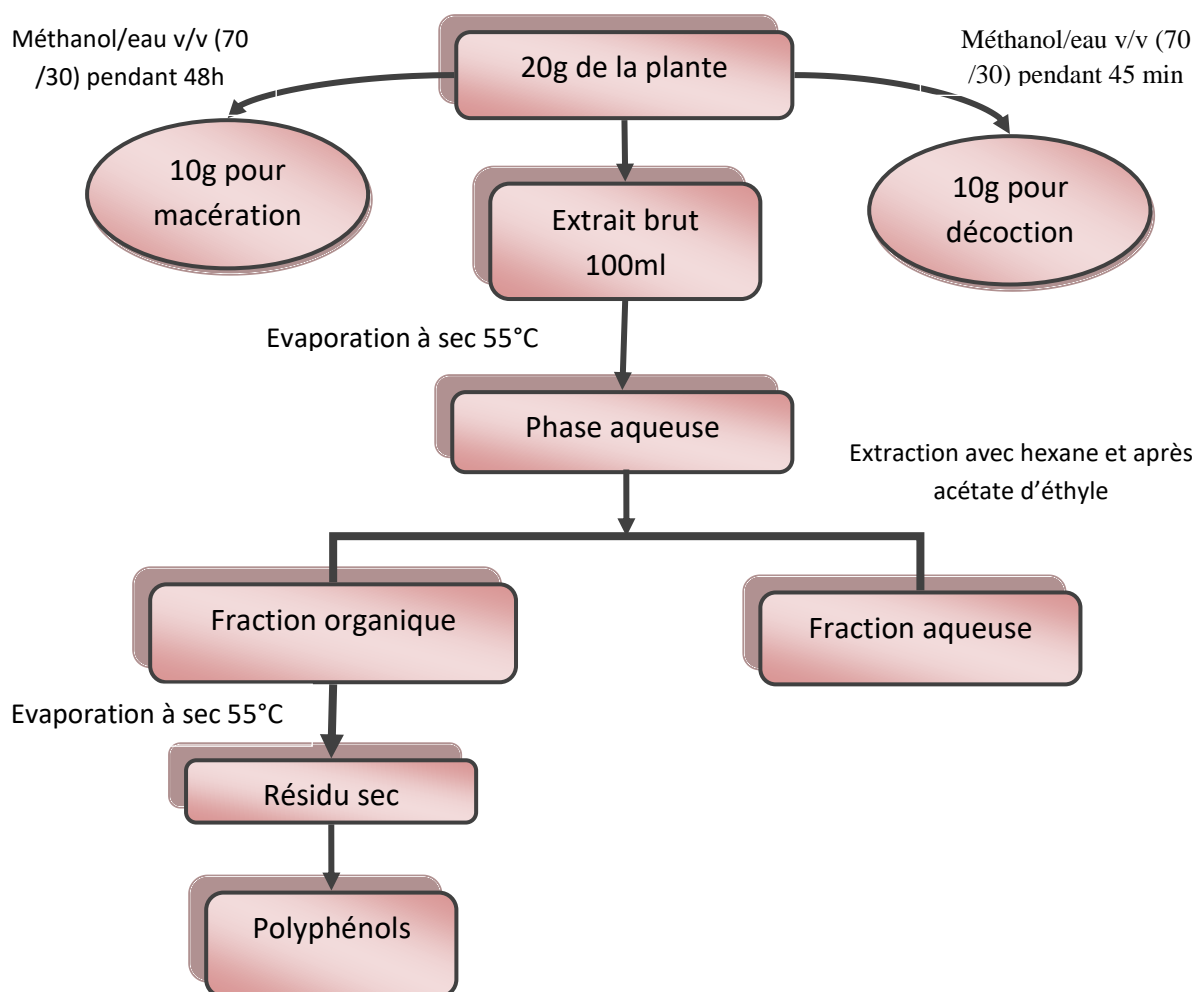 Méthanol/eau v/v (70
/30) pendant 48h
20g de la plante
Méthanol/eau v/v (70
/30) pendant 45 min
10g pour
macération
Extrait brut
100ml
10g pour
décoction
Evaporation à sec 55°C
Phase aqueuse
Extraction avec hexane et après
acétate d’éthyle
Fraction organique
Fraction aqueuse
Evaporation à sec 55°C
Résidu sec
Polyphénols